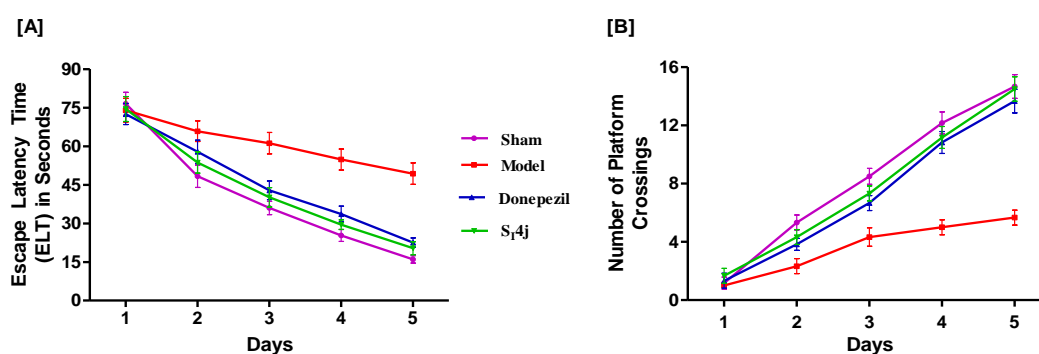 [A]
Escape Latency Time
(ELT) in Seconds
90
75
60
45
30
15
0
1 2 3 4 5
Days
Sham
Model
Donepezil
S₁4j
[B]
Number of Platform
Crossings
16
12
8
4
0
1 2 3 4 5
Days